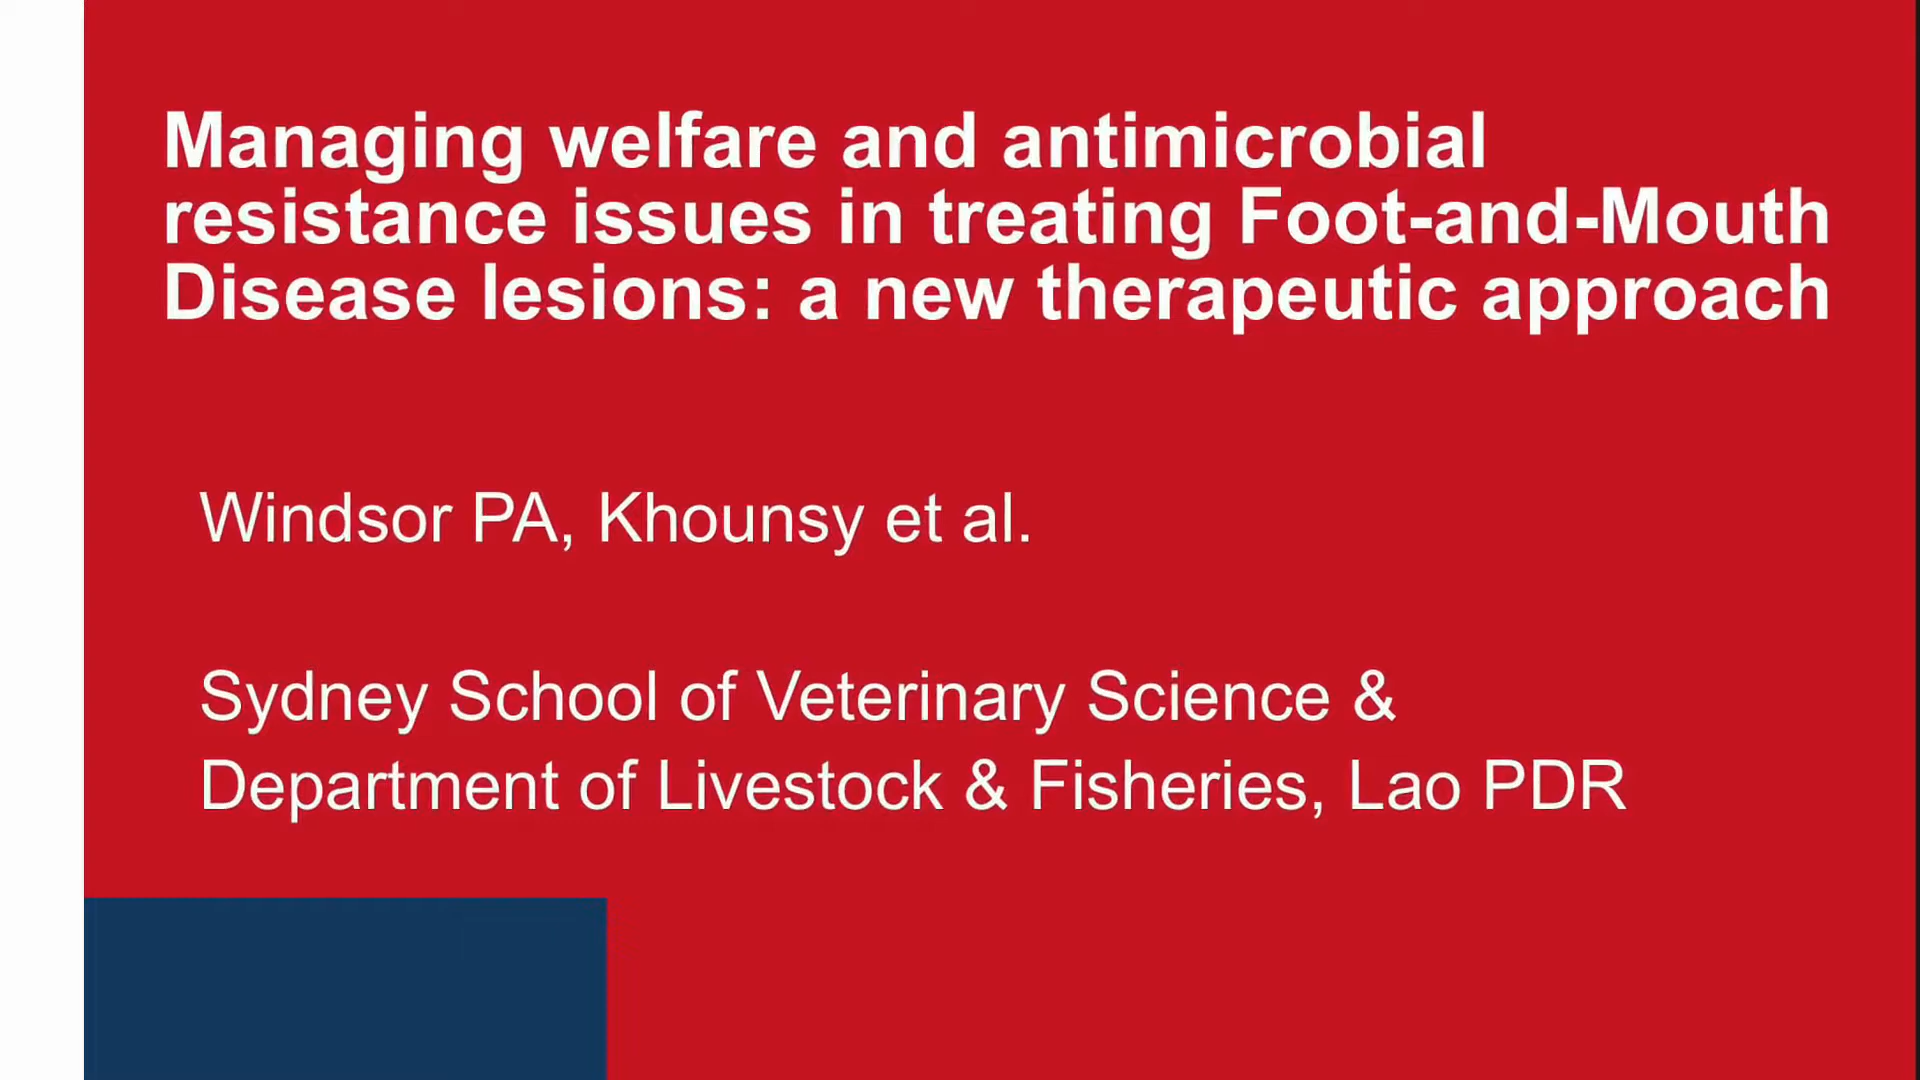 Managing welfare and antimicrobial
resistance issues in treating Foot-and-Mouth
Disease lesions: a new therapeutic approach
Windsor PA, Khounsy et al.
Sydney School of Veterinary Science &
Department of Livestock & Fisheries, Lao PDR